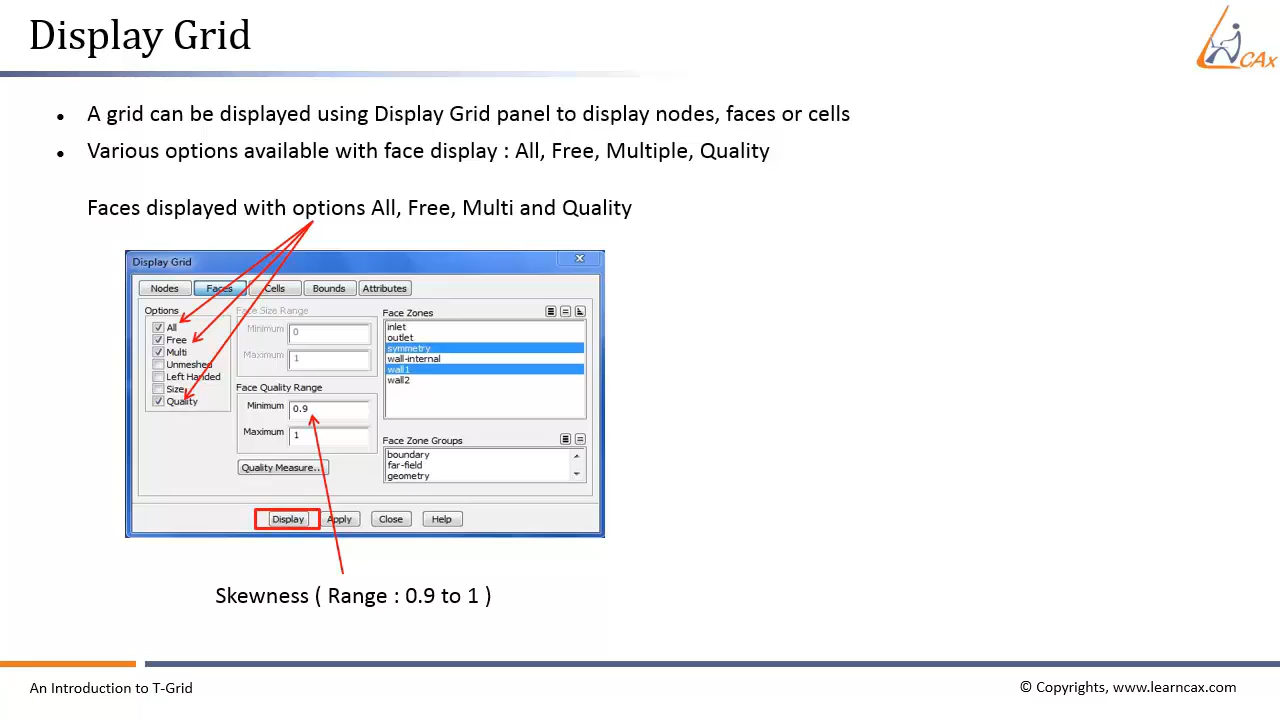 Display Grid
CAx
• A grid can be displayed using Display Grid panel to display nodes, faces or cells
• Various options available with face display : All, Free, Multiple, Quality
Faces displayed with options All, Free, Multi and Quality
Display Grid
Nodes Faces Cells Bounds Attributes
Options
All
Free
Multi
Unmeshed
Left Handed
Size
Quality
Face Size Range
Minimum 0
Maximum 1
Face Quality Range
Minimum 0.9
Maximum 1
Quality Measure...
Face Zones
inlet
outlet
symmetry
wall-internal
wall1
wall2
Face Zone Groups
boundary
far-field
geometry
Display Apply Close Help
Skewness ( Range : 0.9 to 1 )
An Introduction to T-Grid
© Copyrights, www.learncax.com